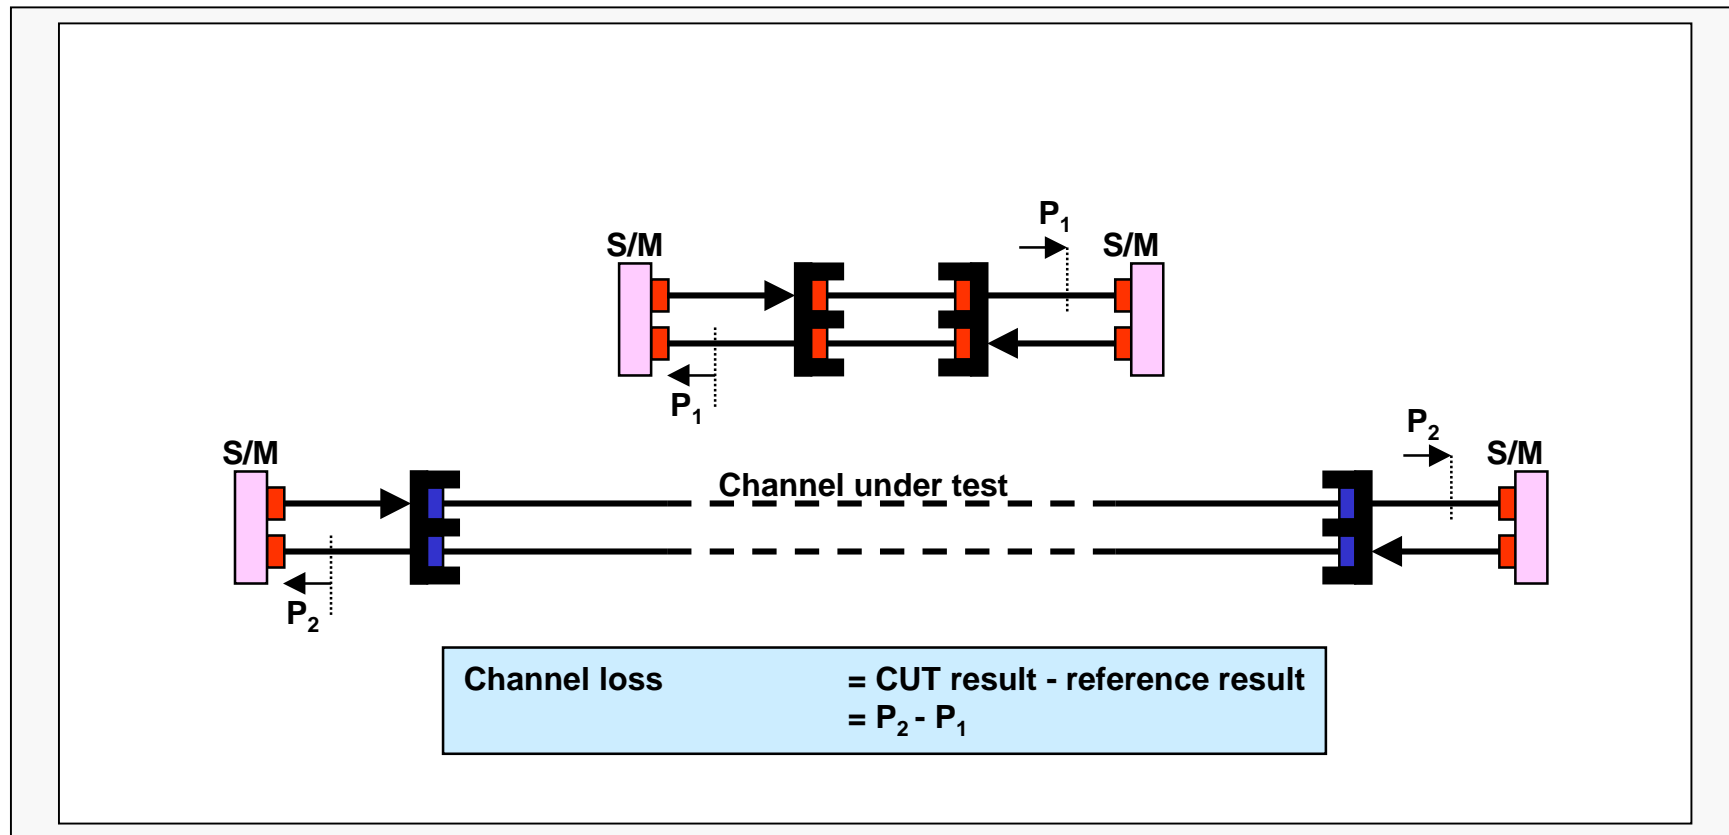 P1
S/M S/M
P1
P2
S/M S/M
Channel under test
P2
Channel loss = CUT result - reference result
= P2 - P1